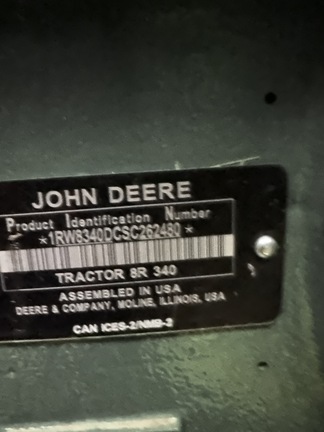 JOHN DEERE
Product Identification Number
*1RW8340DCSC262480*
TRACTOR 8R 340
ASSEMBLED IN USA
DEERE & COMPANY, MOLINE, ILLINOIS, USA
CAN ICES-2/NMB-2